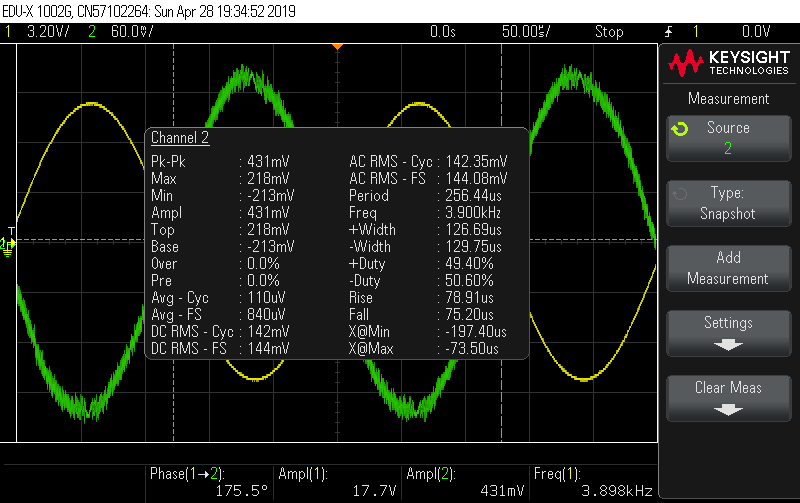 EDU-X 1002G, CN57102264: Sun Apr 28 19:34:52 2019
1 3.20V/ 2 60.0㎷/ 0.0s 50.00㎲/ Stop 1 0.0V
KEYSIGHT
TECHNOLOGIES
Measurement
Source
2
Type:
Snapshot
Add
Measurement
Settings
Clear Meas
T
Channel 2
Pk-Pk : 431mV AC RMS - Cyc : 142.35mV
Max : 218mV AC RMS - FS : 144.08mV
Min : -213mV Period : 256.44us
Ampl : 431mV Freq : 3.900kHz
Top : 218mV +Width : 126.69us
Base : -213mV -Width : 129.75us
Over : 0.0% +Duty : 49.40%
Pre : 0.0% -Duty : 50.60%
Avg - Cyc : 110uV Rise : 78.91us
Avg - FS : 840uV Fall : 75.20us
DC RMS - Cyc : 142mV X@Min : -197.40us
DC RMS - FS : 144mV X@Max : -73.50us
Phase(1→2): Ampl(1): Ampl(2): Freq(1):
175.5° 17.7V 431mV 3.898kHz